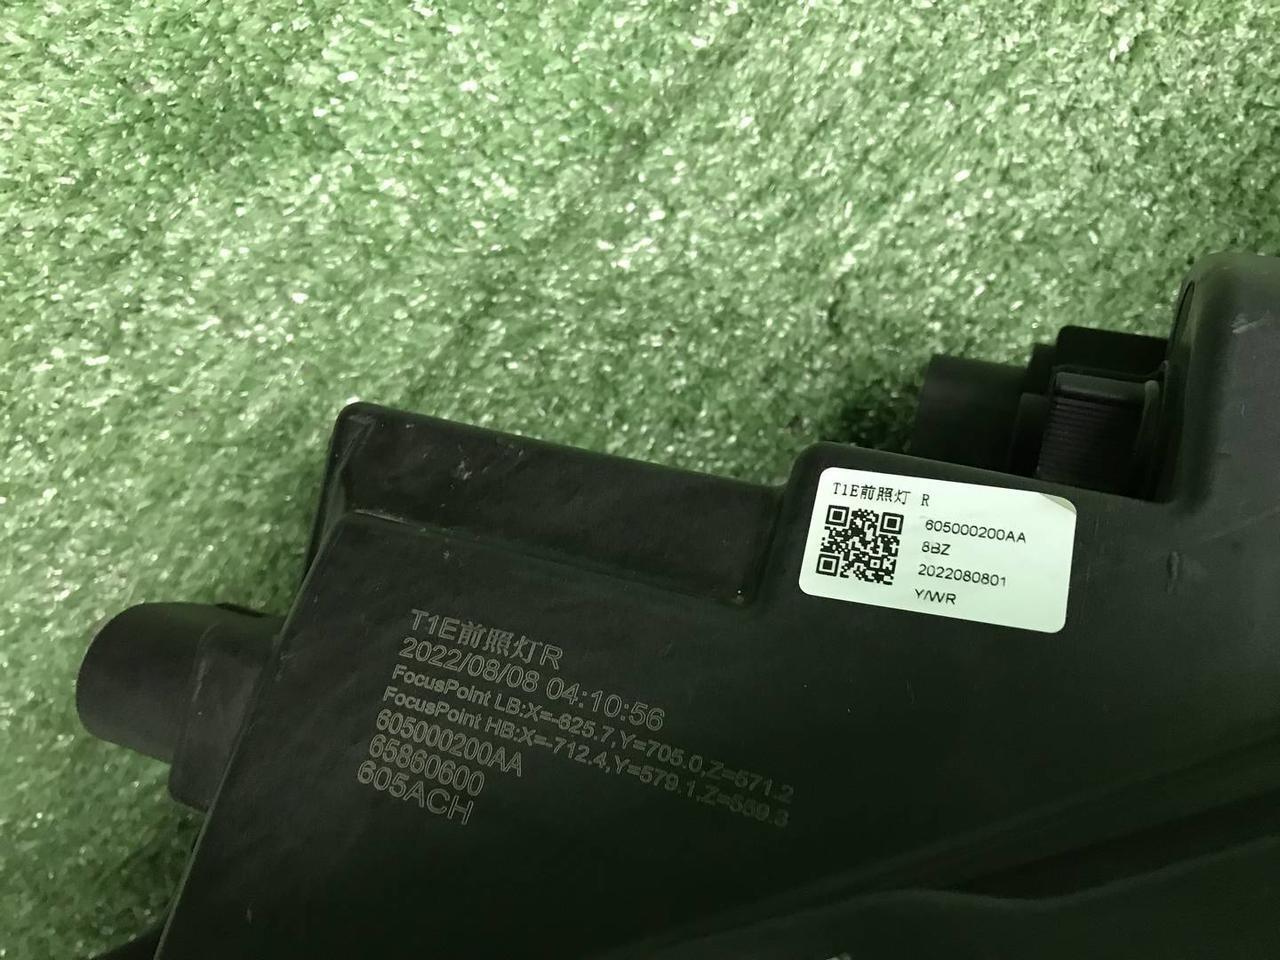 T1E前照灯 R
605000200AA
8BZ
2022080801
Y/WR
T1E前照灯R
2022/08/08 04:10:56
FocusPoint LB:X=-625.7,Y=705.0,Z=571.2
FocusPoint HB:X=-712.4,Y=579.1,Z=569.3
605000200AA
65860600
605ACH